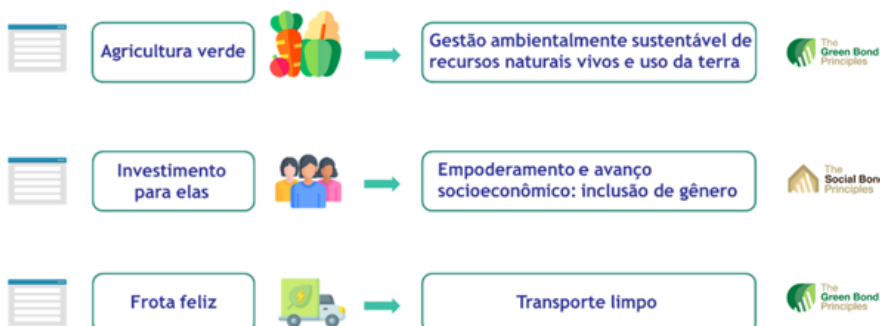 Agricultura verde
Gestão ambientalmente sustentável de
recursos naturais vivos e uso da terra
The
Green Bond
Principles
Investimento
para elas
Empoderamento e avanço
socioeconômico: inclusão de gênero
The
Social Bond
Principles
Frota feliz
Transporte limpo
The
Green Bond
Principles